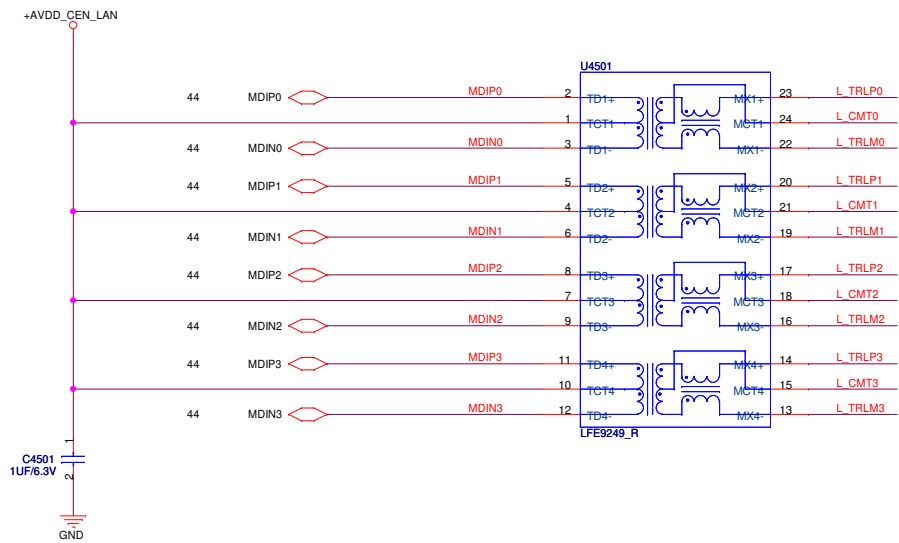 +AVDD_CEN_LAN
U4501
44 MDIP0 MDIP0 2 TD1+ MX1+ 23 L_TRLP0
1 TCT1 MCT1 24 L_CMT0
44 MDIN0 MDIN0 3 TD1- MX1- 22 L_TRLM0
44 MDIP1 MDIP1 5 TD2+ MX2+ 20 L_TRLP1
4 TCT2 MCT2 21 L_CMT1
44 MDIN1 MDIN1 6 TD2- MX2- 19 L_TRLM1
44 MDIP2 MDIP2 8 TD3+ MX3+ 17 L_TRLP2
7 TCT3 MCT3 18 L_CMT2
44 MDIN2 MDIN2 9 TD3- MX3- 16 L_TRLM2
44 MDIP3 MDIP3 11 TD4+ MX4+ 14 L_TRLP3
10 TCT4 MCT4 15 L_CMT3
44 MDIN3 MDIN3 12 TD4- MX4- 13 L_TRLM3
LFE9249_R
1
C4501
1UF/6.3V
2
GND